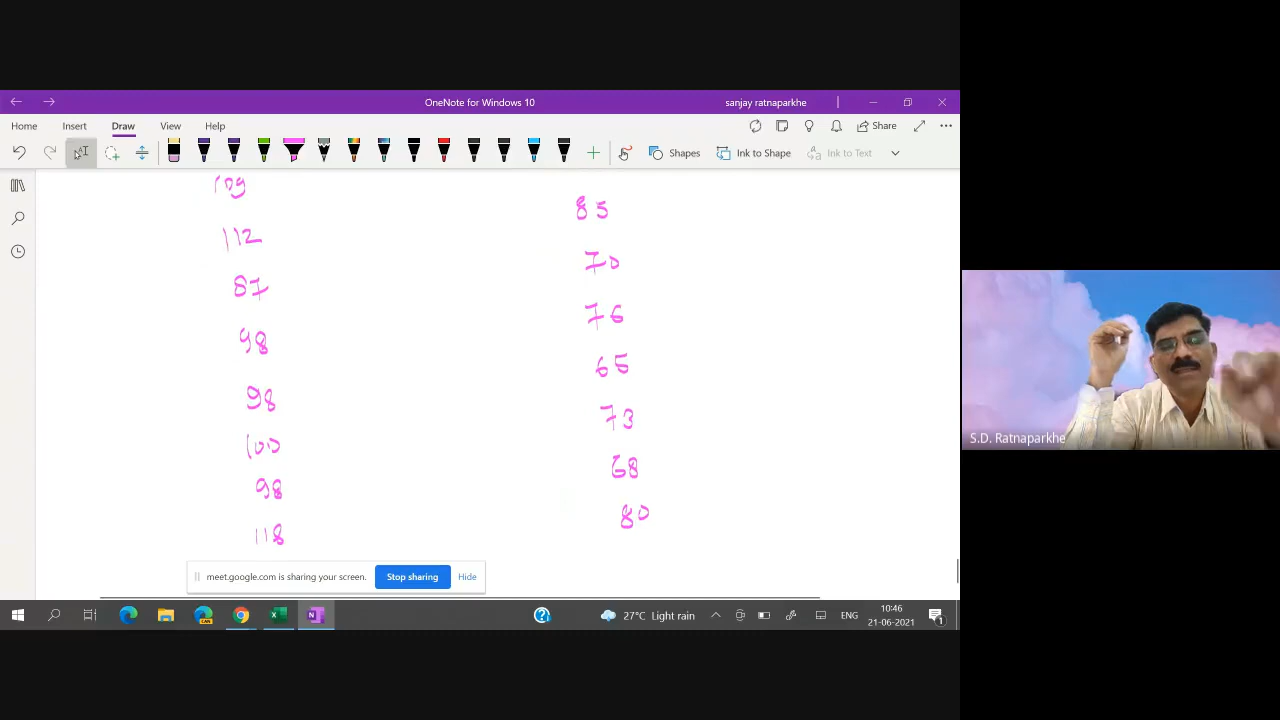 OneNote for Windows 10
sanjay ratnaparkhe
Home Insert Draw View Help
Share
Shapes Ink to Shape Ink to Text
109
85
112
70
87
76
98
65
98
73
100
68
98
80
118
meet.google.com is sharing your screen. Stop sharing Hide
S.D. Ratnaparkhe
27°C Light rain
ENG
10:46
21-06-2021